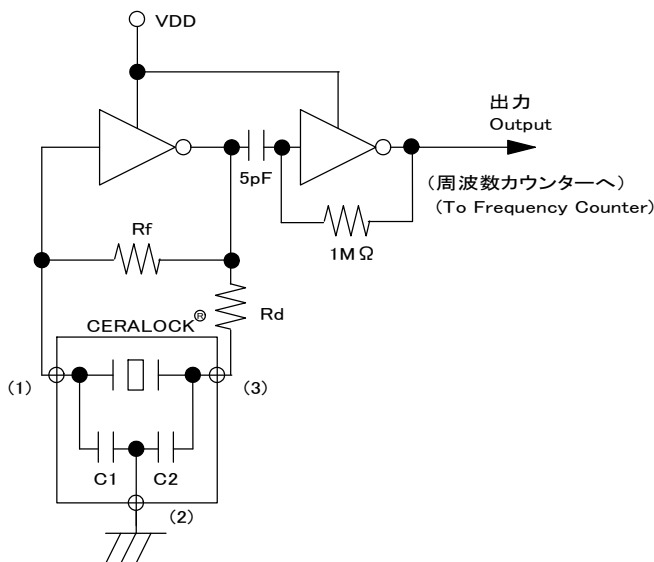 VDD
出力
Output
5pF
(周波数カウンターへ)
(To Frequency Counter)
Rf
1MΩ
Rd
CERALOCK®
(1)
(3)
C1
C2
(2)